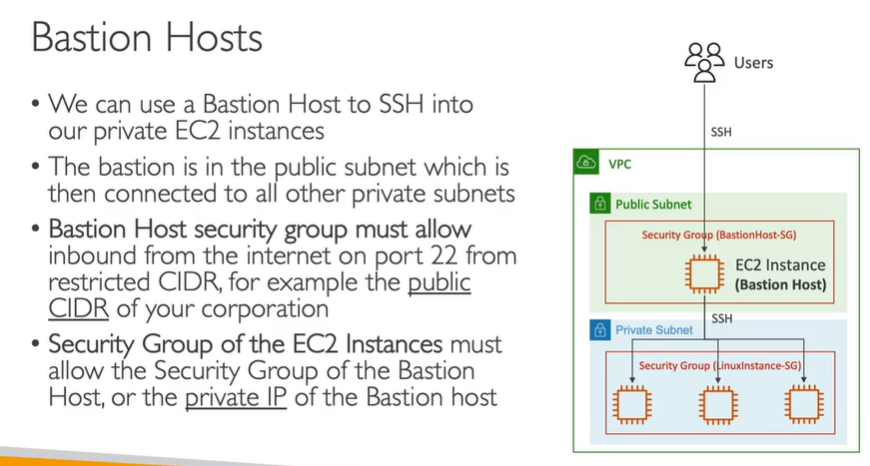 Bastion Hosts
• We can use a Bastion Host to SSH into
our private EC2 instances
• The bastion is in the public subnet which is
then connected to all other private subnets
• Bastion Host security group must allow
inbound from the internet on port 22 from
restricted CIDR, for example the public
CIDR of your corporation
• Security Group of the EC2 Instances must
allow the Security Group of the Bastion
Host, or the private IP of the Bastion host
Users
SSH
VPC
Public Subnet
Security Group (BastionHost-SG)
EC2 Instance
(Bastion Host)
SSH
Private Subnet
Security Group (LinuxInstance-SG)